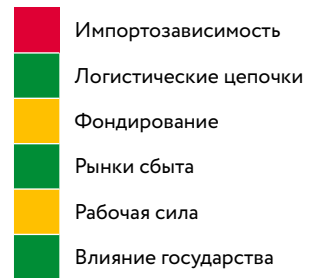 Импортозависимость
Логистические цепочки
Фондирование
Рынки сбыта
Рабочая сила
Влияние государства